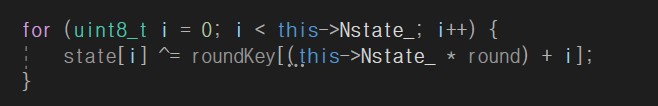 for (uint8_t i = 0; i < this->Nstate_; i++) {
    state[i] ^= roundKey[(this->Nstate_ * round) + i];
}